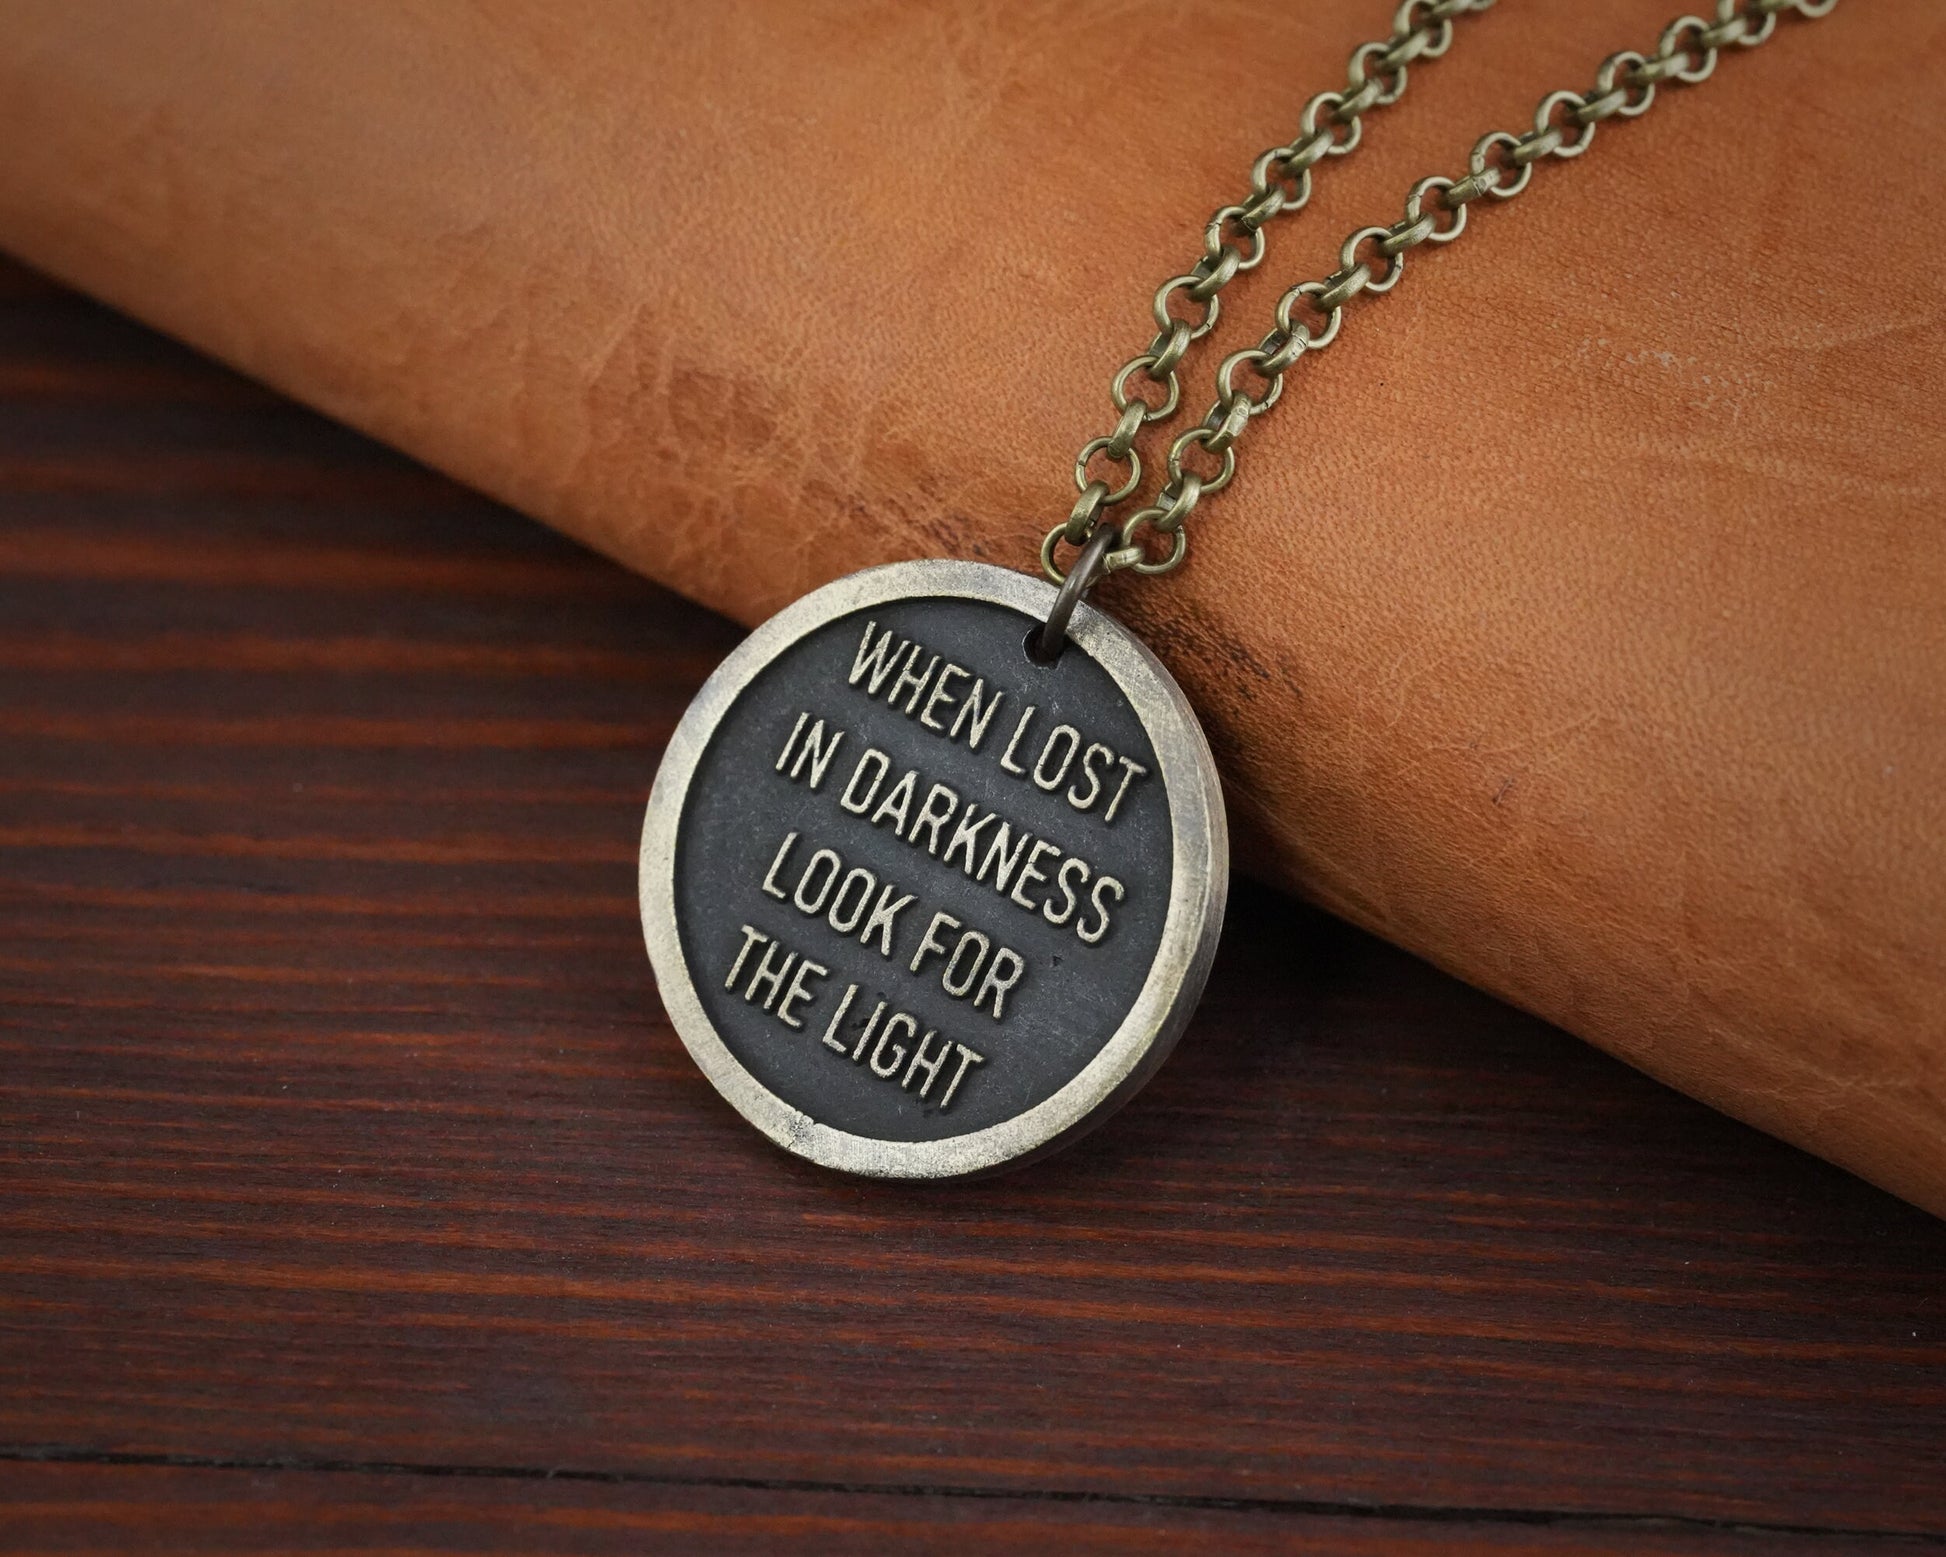 WHEN LOST
IN DARKNESS
LOOK FOR
THE LIGHT